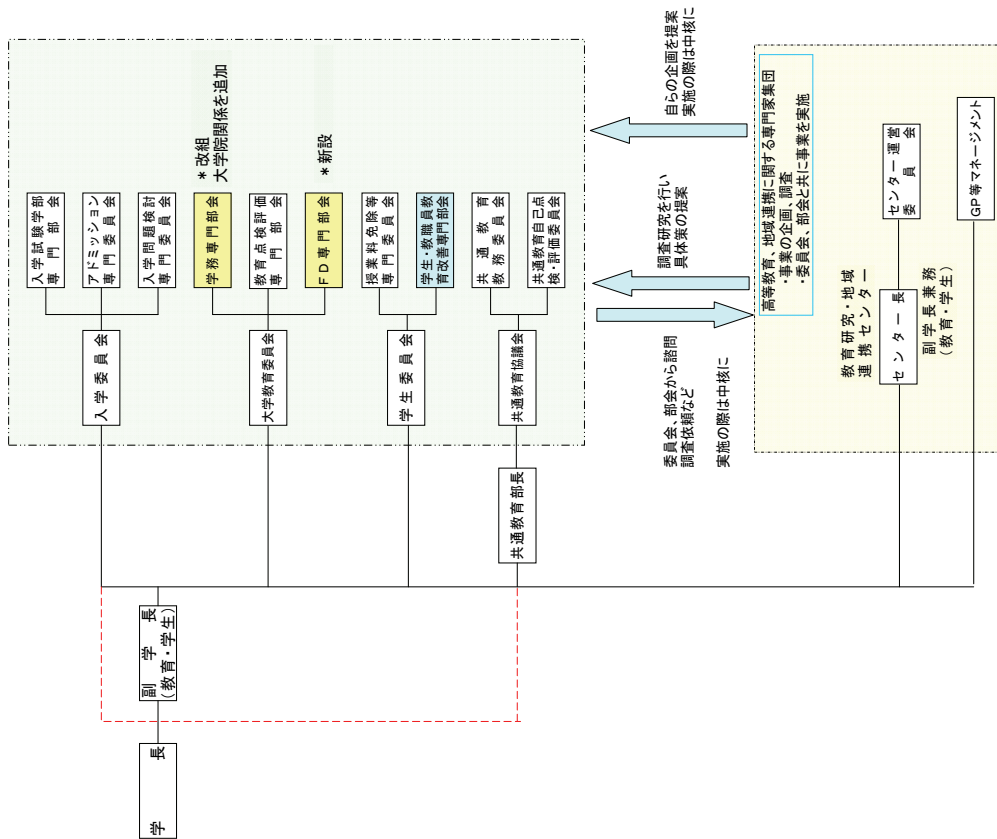 学長
副学長
(教育・学生)
入学委員会
入学試験学部
専門部会
アドミッション
専門委員会
入学問題検討
専門委員会
大学教育委員会
学務専門部会
*改組
大学院関係を追加
教育点検評価
専門部会
FD専門部会
*新設
学生委員会
授業料免除等
専門委員会
学生・教職員教
育改善専門部会
共通教育部長
共通教育協議会
共通教育
教務委員会
共通教育自己点
検・評価委員会
委員会、部会から諮問
調査依頼など
実施の際は中核に
調査研究を行い
具体策の提案
自らの企画を提案
実施の際は中核に
高等教育、地域連携に関する専門家集団
・事業の企画、調査
・委員会、部会と共に事業を実施
教育研究・地域
連携センター
センター長
副学長兼務
(教育・学生)
センター運営
委員会
GP等マネージメント